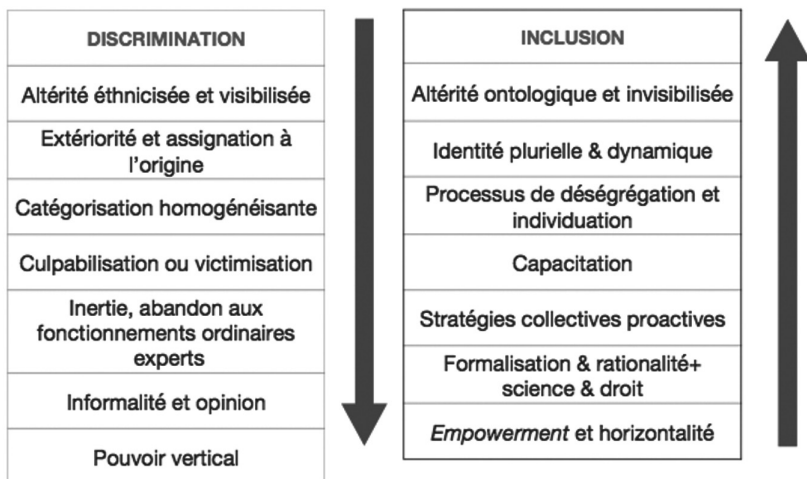 DISCRIMINATION
Altérité éthnicisée et visibilisée
Extériorité et assignation à
l'origine
Catégorisation homogénéisante
Culpabilisation ou victimisation
Inertie, abandon aux
fonctionnements ordinaires
experts
Informalité et opinion
Pouvoir vertical
INCLUSION
Altérité ontologique et invisibilisée
Identité plurielle & dynamique
Processus de déségrégation et
individuation
Capacitation
Stratégies collectives proactives
Formalisation & rationalité+
science & droit
Empowerment et horizontalité